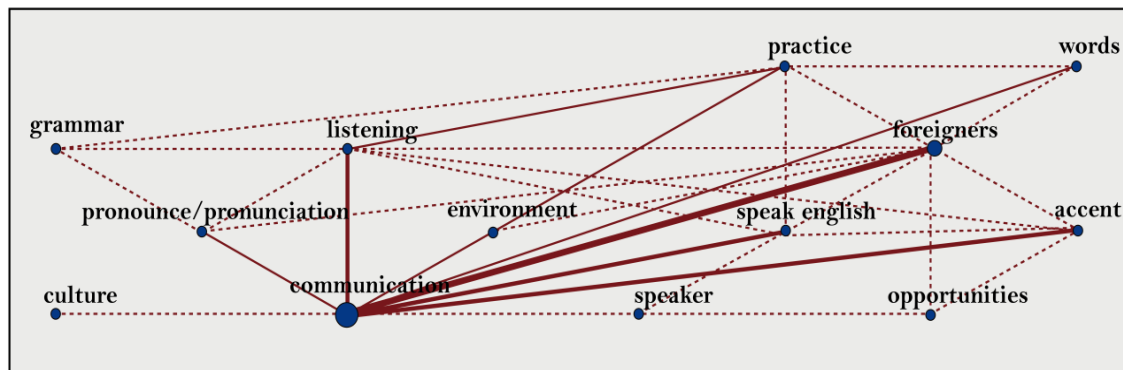 practice words
grammar listening foreigners
pronounce/pronunciation environment speak english accent
culture communication speaker opportunities